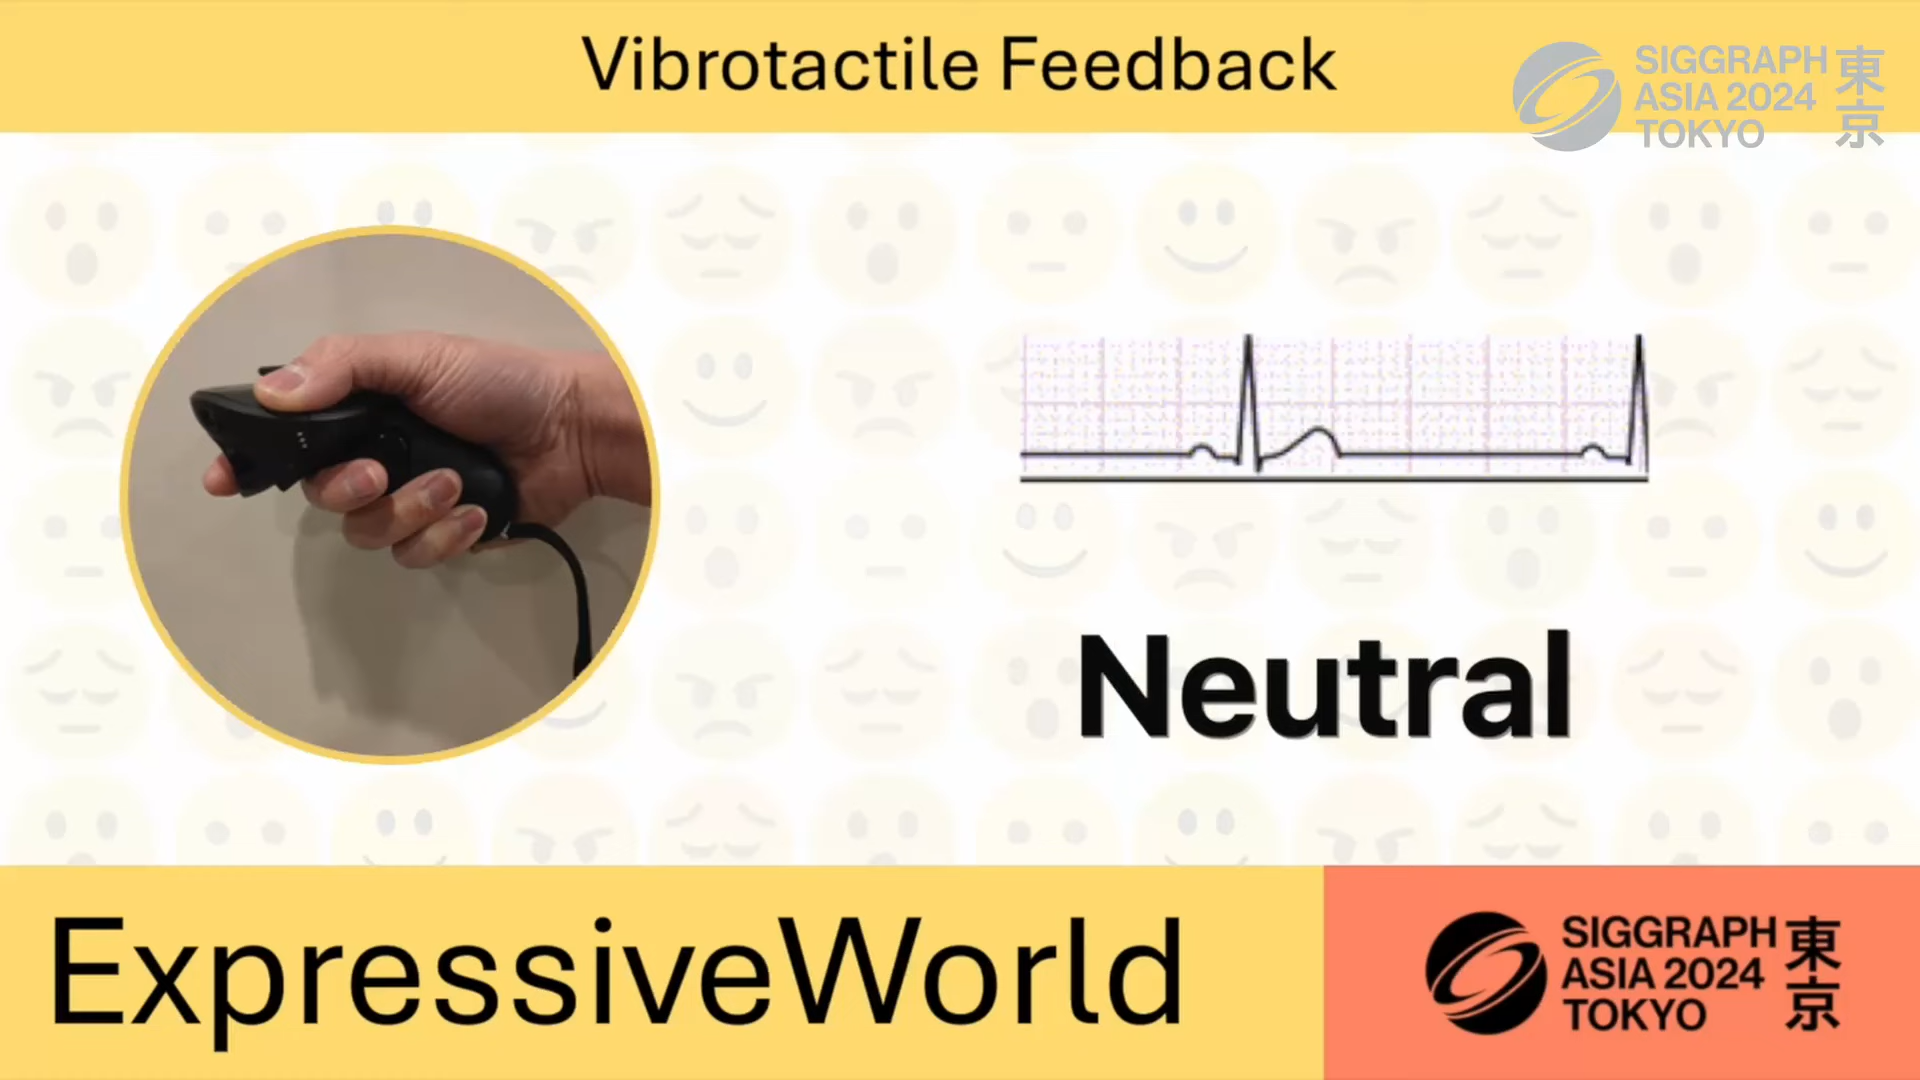 Vibrotactile Feedback
SIGGRAPH
ASIA 2024
TOKYO
東京
Neutral
ExpressiveWorld
SIGGRAPH
ASIA 2024
TOKYO
東京